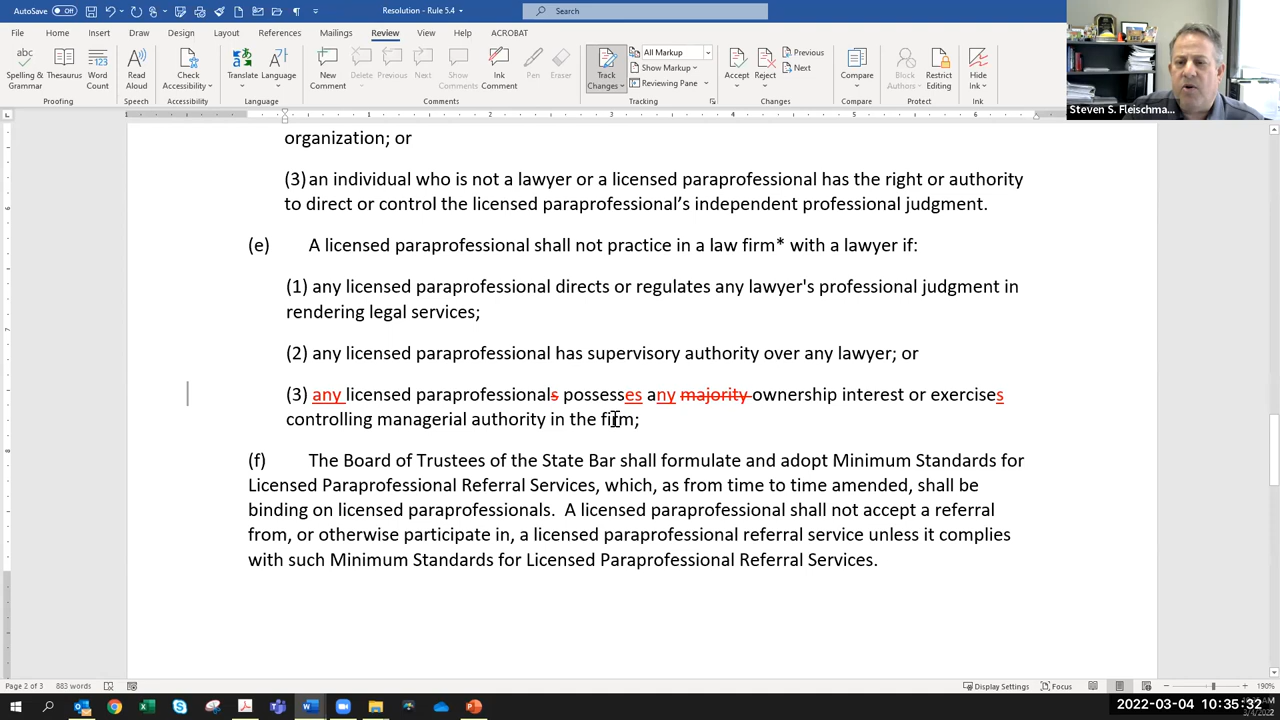 AutoSave Off Resolution - Rule 5.4 Search
File Home Insert Draw Design Layout References Mailings Review View Help ACROBAT
Spelling & Grammar Thesaurus Word Count Read Aloud Check Accessibility Translate Language New Comment Delete Previous Next Show Comments Ink Comment Pen Eraser Track Changes All Markup Show Markup Reviewing Pane Accept Reject Previous Next Compare Block Authors Restrict Editing Hide Ink
Proofing Speech Accessibility Language Comments Tracking Changes Compare Protect Ink
Steven S. Fleischma...
organization; or
(3) an individual who is not a lawyer or a licensed paraprofessional has the right or authority
to direct or control the licensed paraprofessional’s independent professional judgment.
(e) A licensed paraprofessional shall not practice in a law firm* with a lawyer if:
(1) any licensed paraprofessional directs or regulates any lawyer's professional judgment in
rendering legal services;
(2) any licensed paraprofessional has supervisory authority over any lawyer; or
(3) any licensed paraprofessionals possesses any majority ownership interest or exercises
controlling managerial authority in the firm;
(f) The Board of Trustees of the State Bar shall formulate and adopt Minimum Standards for
Licensed Paraprofessional Referral Services, which, as from time to time amended, shall be
binding on licensed paraprofessionals. A licensed paraprofessional shall not accept a referral
from, or otherwise participate in, a licensed paraprofessional referral service unless it complies
with such Minimum Standards for Licensed Paraprofessional Referral Services.
Page 2 of 3 883 words Display Settings Focus 190%
2022-03-04 10:35:32